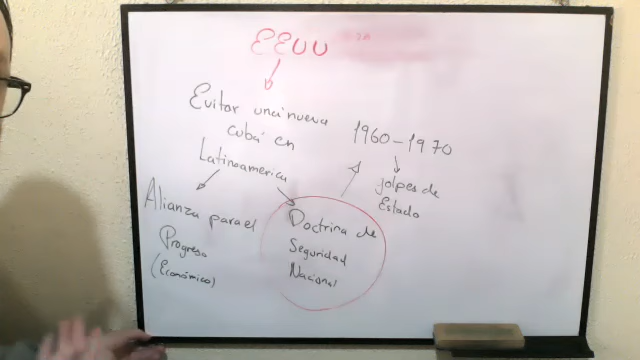 EEUU
Evitar una nueva
cuba en
Latinoamerica
1960-1970
golpes de
Estado
Alianza para el
Progreso
(Económico)
Doctrina de
Seguridad
Nacional